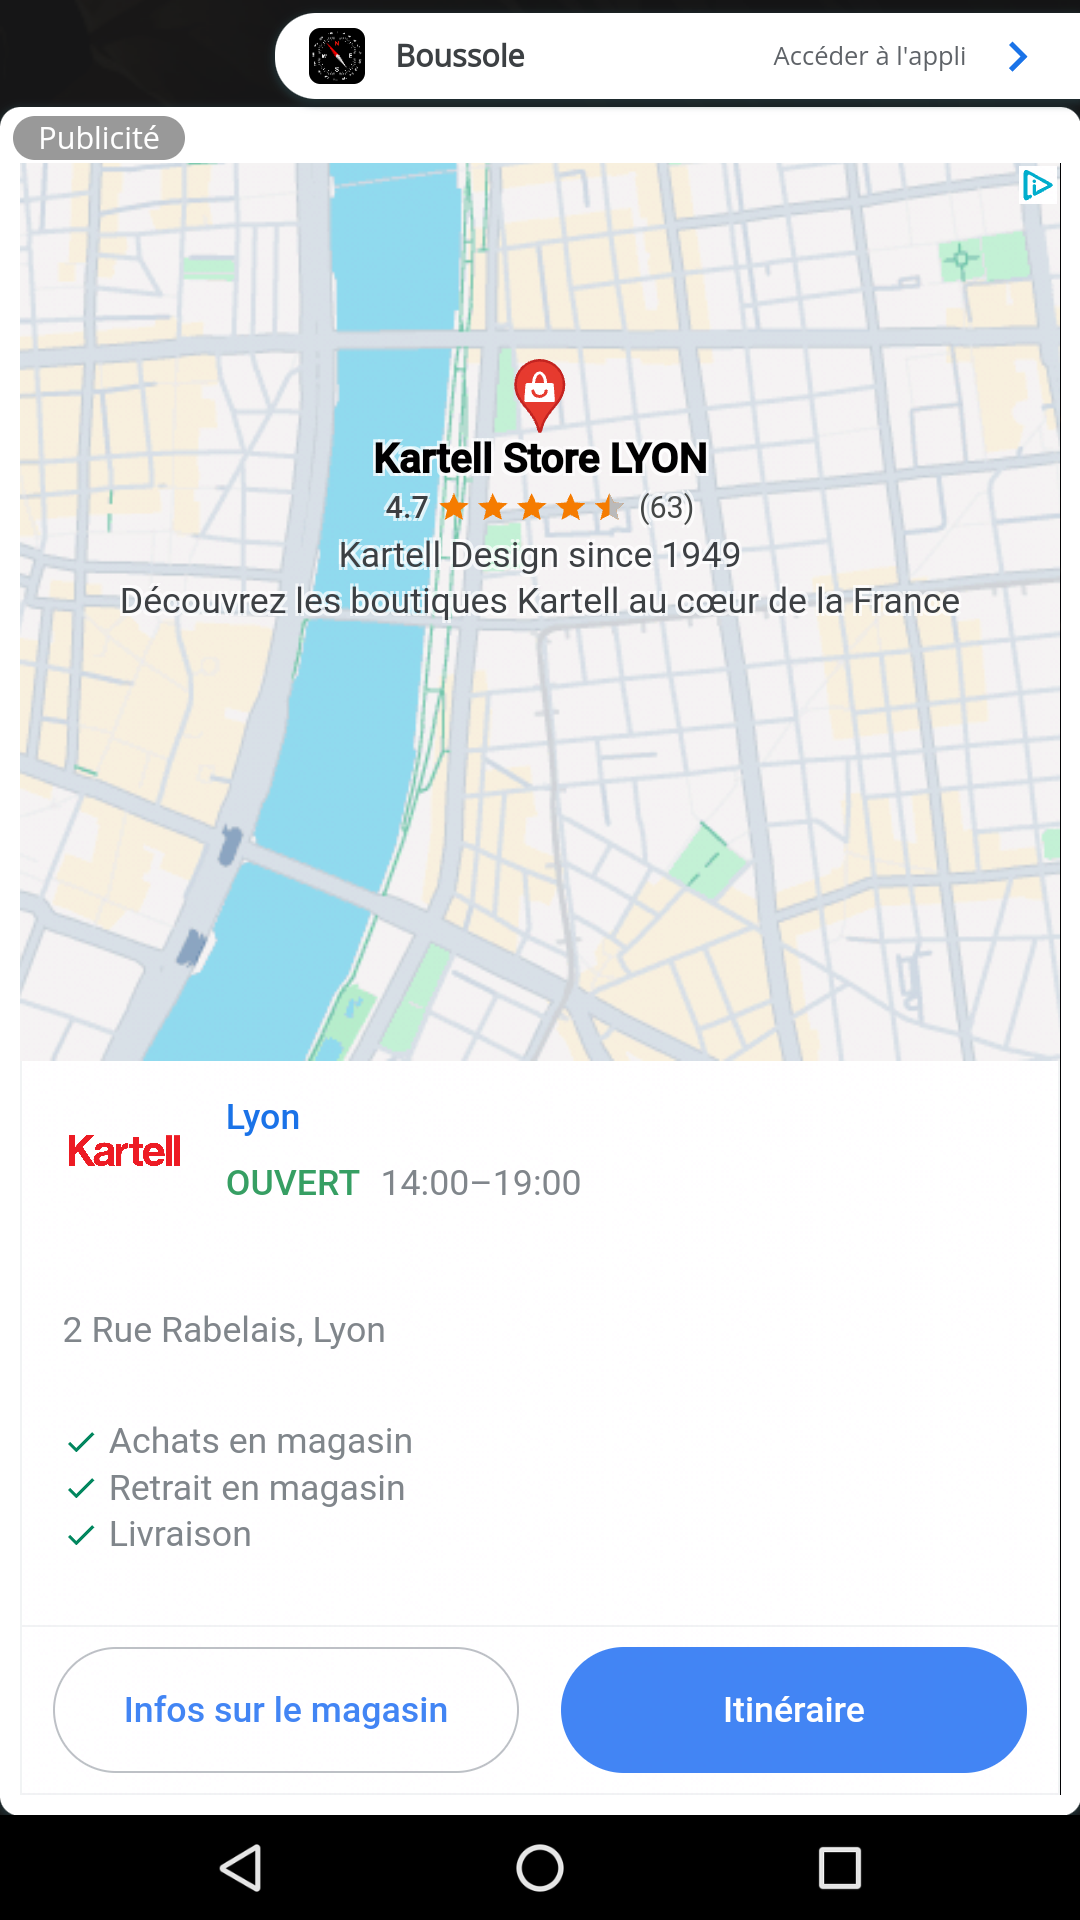 Boussole
Accéder à l'appli
Publicité
Kartell Store LYON
4.7 (63)
Kartell Design since 1949
Découvrez les boutiques Kartell au cœur de la France
Kartell
Lyon
OUVERT 14:00–19:00
2 Rue Rabelais, Lyon
Achats en magasin
Retrait en magasin
Livraison
Infos sur le magasin
Itinéraire